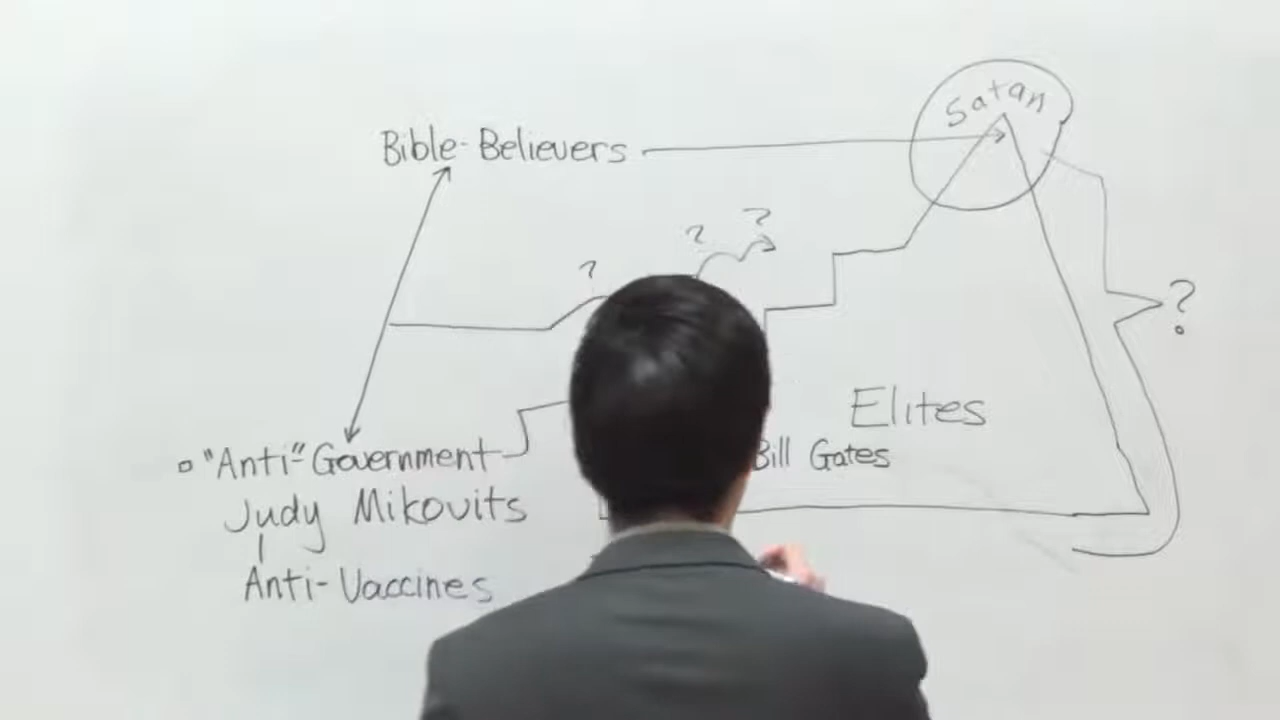 Satan
Bible-Believers
? ?
?
?
Elites
Bill Gates
"Anti-" Government
Judy Mikovits
Anti-Vaccines